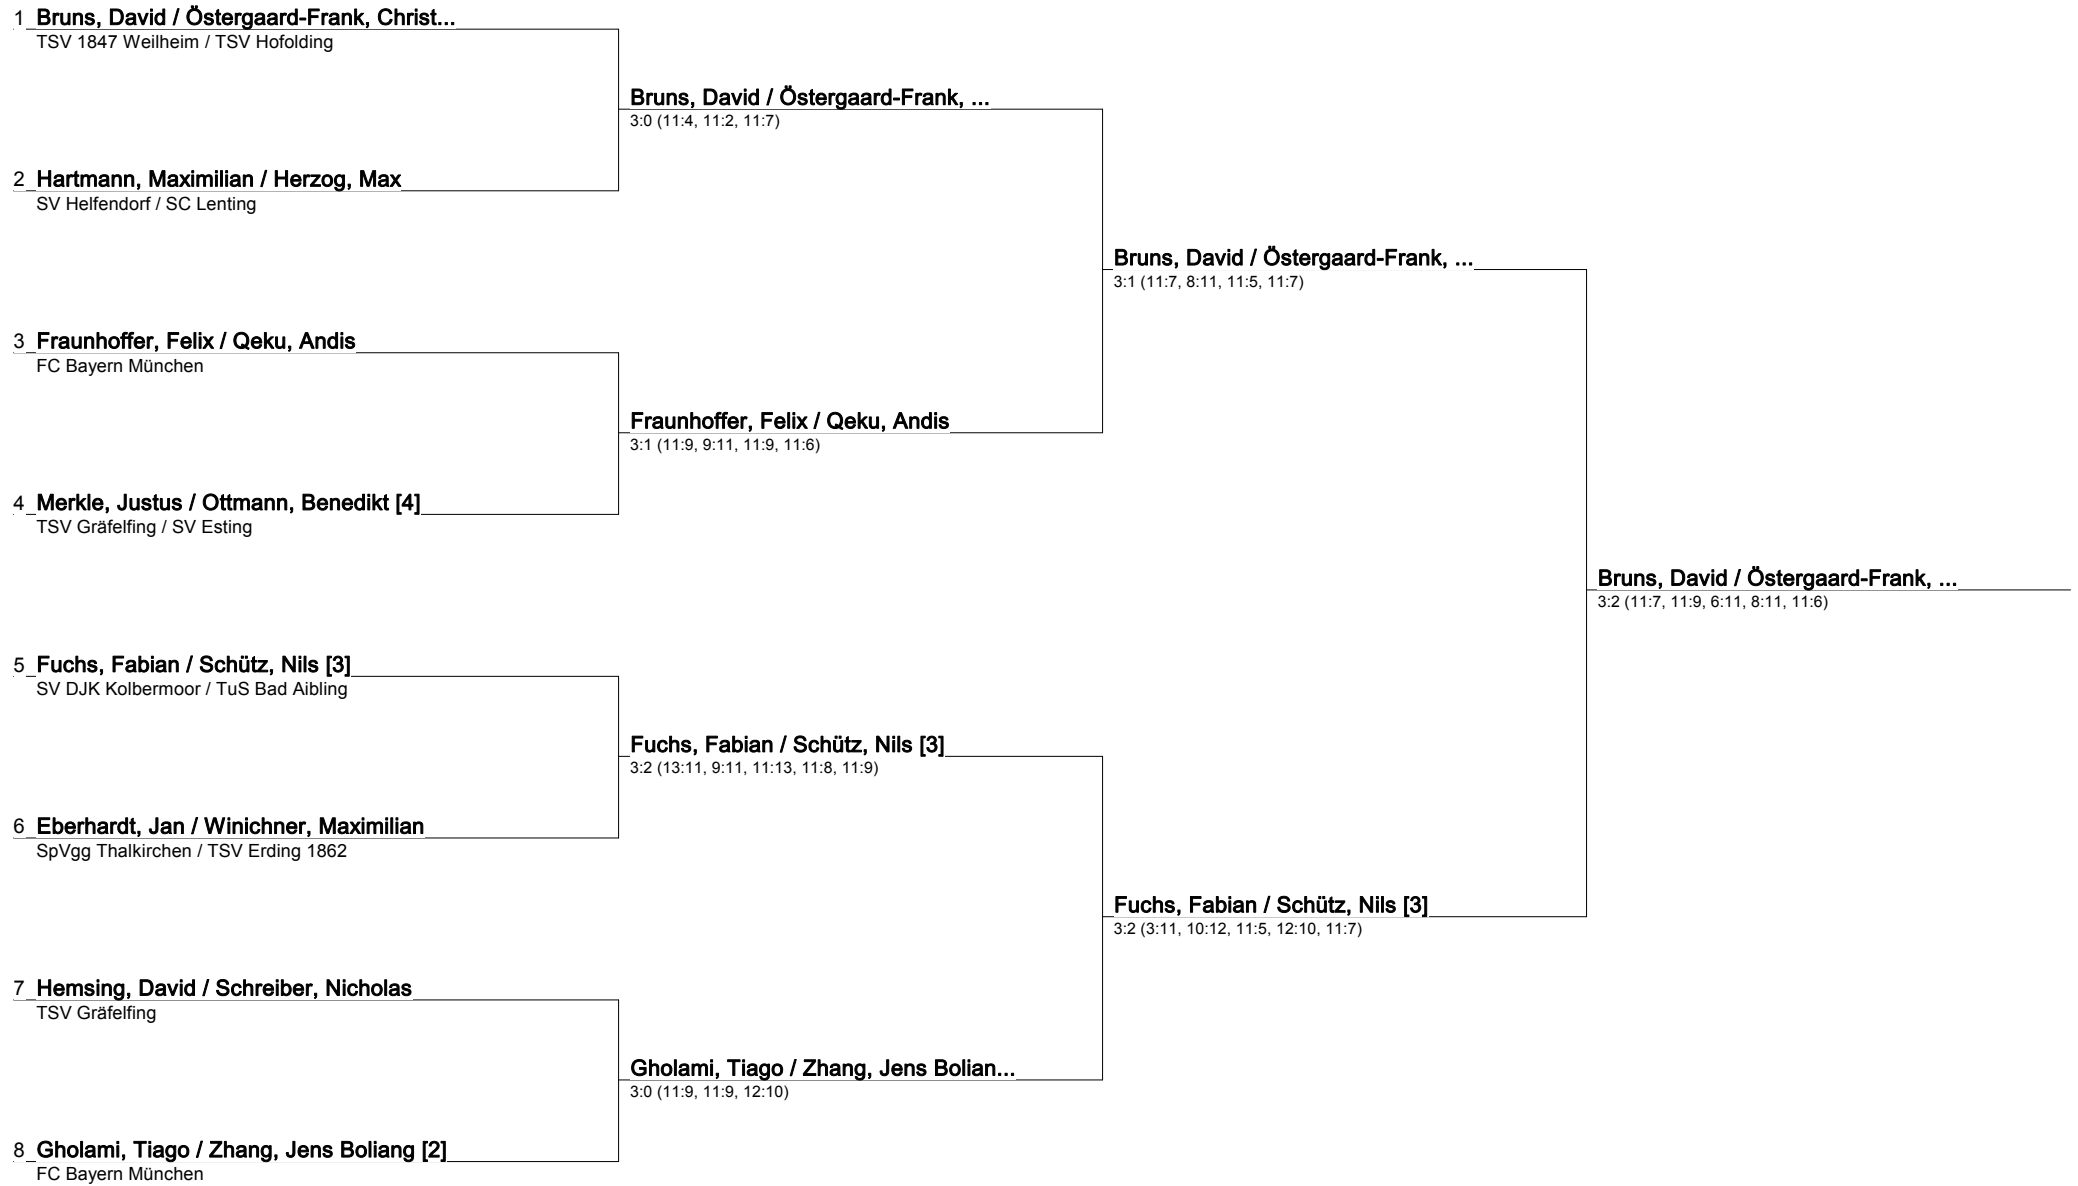 1 Bruns, David / Östergaard-Frank, Christ...
TSV 1847 Weilheim / TSV Hofolding
Bruns, David / Östergaard-Frank, ...
3:0 (11:4, 11:2, 11:7)
2 Hartmann, Maximilian / Herzog, Max
SV Helfendorf / SC Lenting
Bruns, David / Östergaard-Frank, ...
3:1 (11:7, 8:11, 11:5, 11:7)
3 Fraunhoffer, Felix / Qeku, Andis
FC Bayern München
Fraunhoffer, Felix / Qeku, Andis
3:1 (11:9, 9:11, 11:9, 11:6)
4 Merkle, Justus / Ottmann, Benedikt [4]
TSV Gräfelfing / SV Esting
Bruns, David / Östergaard-Frank, ...
3:2 (11:7, 11:9, 6:11, 8:11, 11:6)
5 Fuchs, Fabian / Schütz, Nils [3]
SV DJK Kolbermoor / TuS Bad Aibling
Fuchs, Fabian / Schütz, Nils [3]
3:2 (13:11, 9:11, 11:13, 11:8, 11:9)
6 Eberhardt, Jan / Winichner, Maximilian
SpVgg Thalkirchen / TSV Erding 1862
Fuchs, Fabian / Schütz, Nils [3]
3:2 (3:11, 10:12, 11:5, 12:10, 11:7)
7 Hemsing, David / Schreiber, Nicholas
TSV Gräfelfing
Gholami, Tiago / Zhang, Jens Bolian...
3:0 (11:9, 11:9, 12:10)
8 Gholami, Tiago / Zhang, Jens Boliang [2]
FC Bayern München